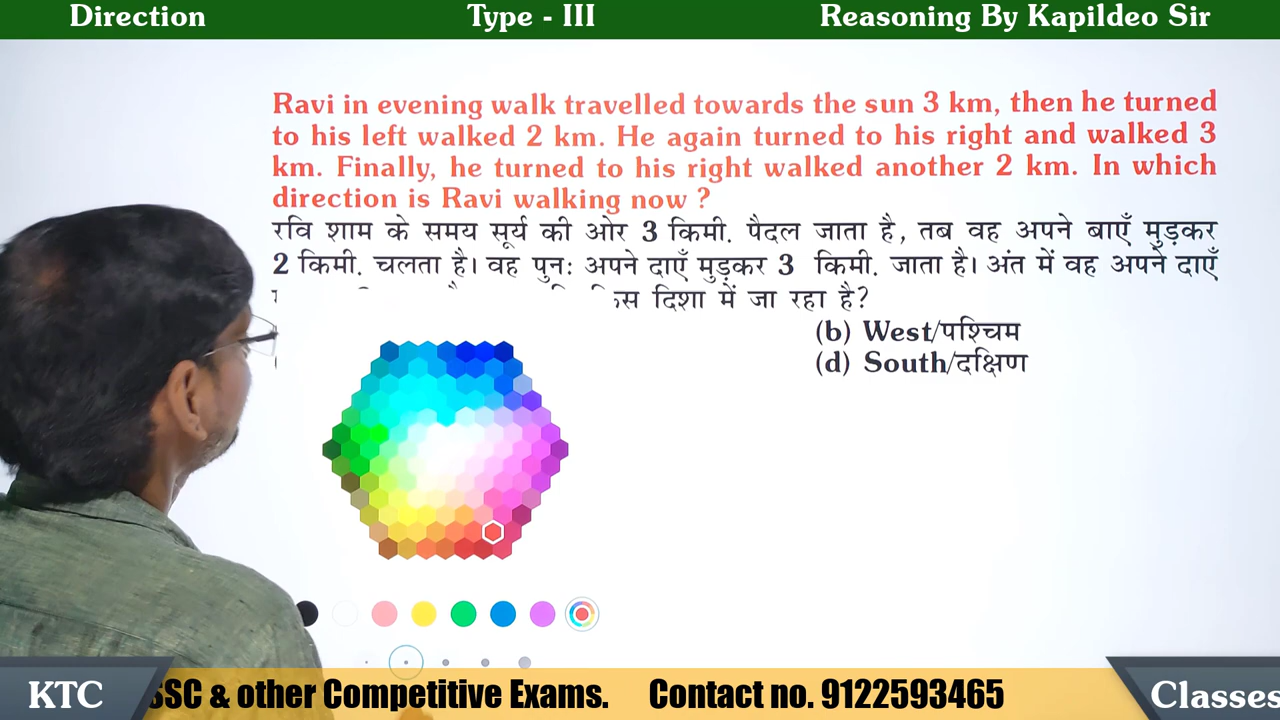 Direction Type - III Reasoning By Kapildeo Sir
Ravi in evening walk travelled towards the sun 3 km, then he turned
to his left walked 2 km. He again turned to his right and walked 3
km. Finally, he turned to his right walked another 2 km. In which
direction is Ravi walking now ?
रवि शाम के समय सूर्य की ओर 3 किमी. पैदल जाता है, तब वह अपने बाएँ मुड़कर
2 किमी. चलता है। वह पुनः अपने दाएँ मुड़कर 3 किमी. जाता है। अंत में वह अपने दाएँ
दिशा में जा रहा है?
(b) West/पश्चिम
(d) South/दक्षिण
KTC SSC & other Competitive Exams. Contact no. 9122593465 Classes